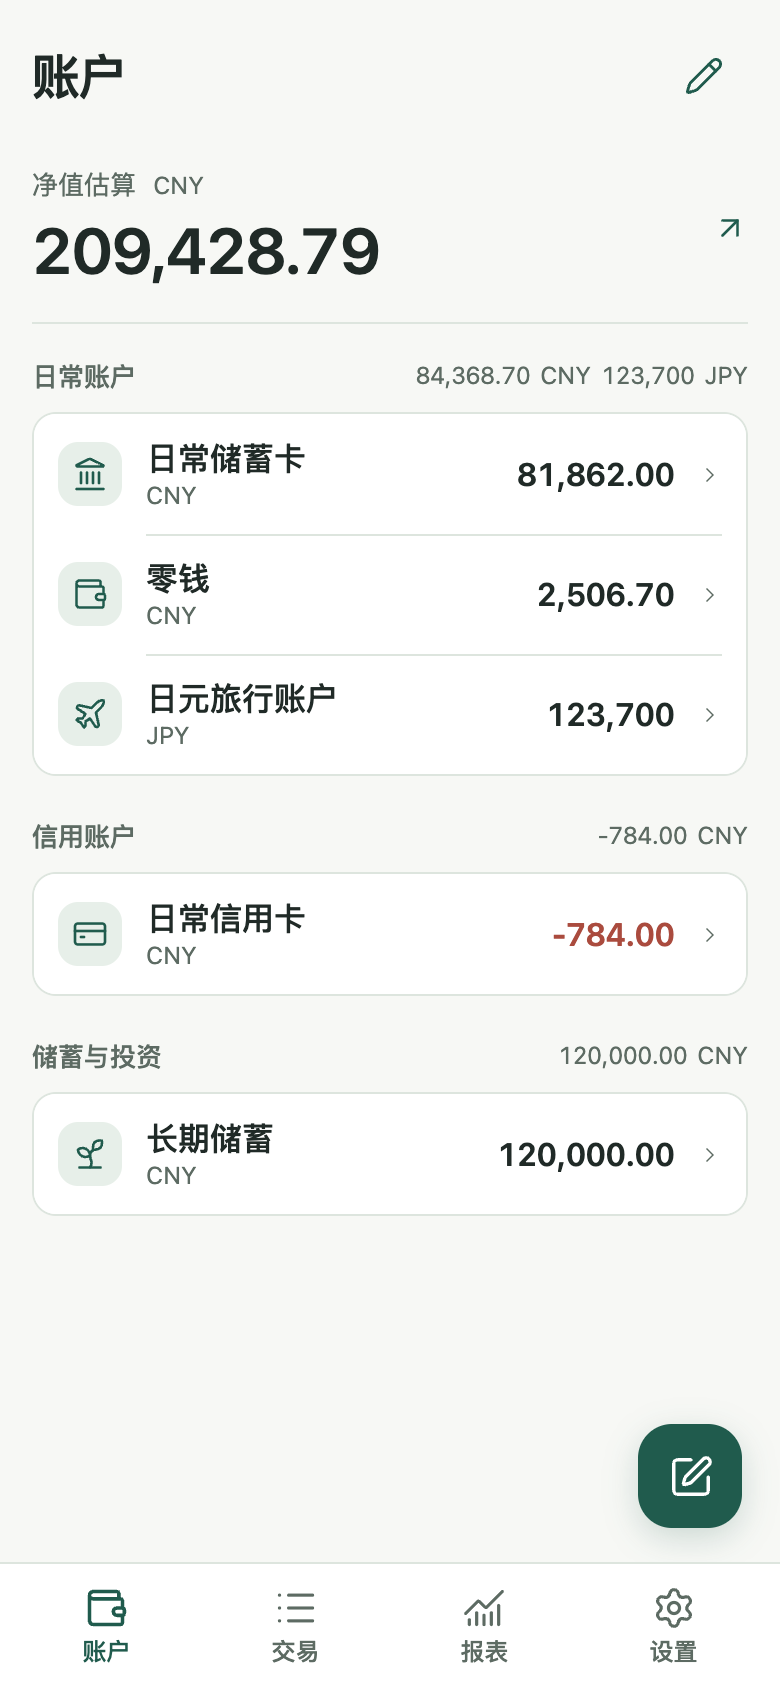 账户
净值估算 CNY
209,428.79
日常账户 84,368.70 CNY 123,700 JPY
日常储蓄卡
CNY
81,862.00
零钱
CNY
2,506.70
日元旅行账户
JPY
123,700
信用账户 -784.00 CNY
日常信用卡
CNY
-784.00
储蓄与投资 120,000.00 CNY
长期储蓄
CNY
120,000.00
账户 交易 报表 设置